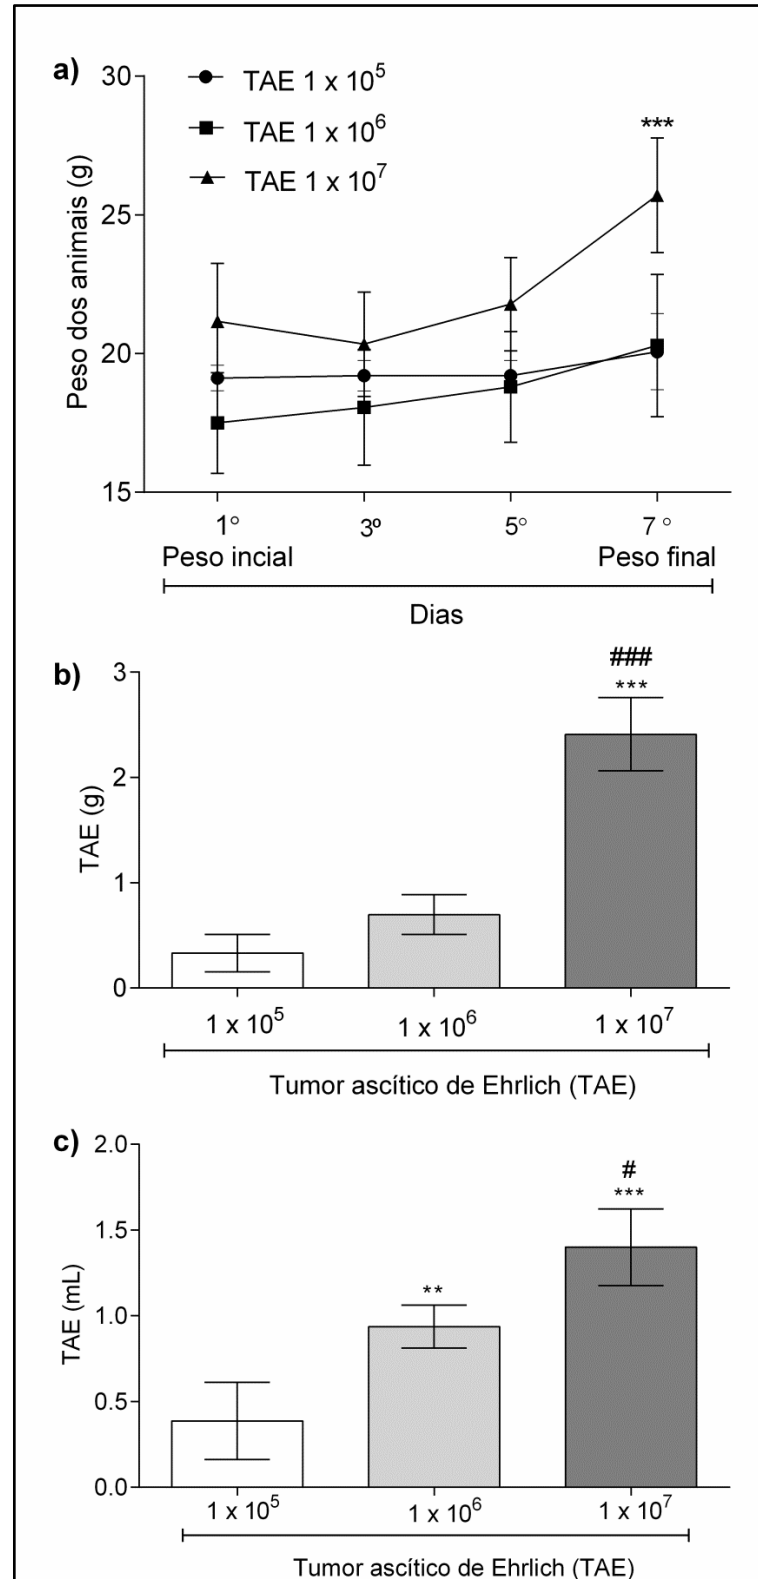 a)
TAE 1 x 10⁵
TAE 1 x 10⁶
TAE 1 x 10⁷
***
Peso dos animais (g)
30
25
20
15
1° 3º 5° 7 °
Peso incial Peso final
Dias
b)
###
***
TAE (g)
3
2
1
0
1 x 10⁵ 1 x 10⁶ 1 x 10⁷
Tumor ascítico de Ehrlich (TAE)
c)
#
***
**
TAE (mL)
2.0
1.5
1.0
0.5
0.0
1 x 10⁵ 1 x 10⁶ 1 x 10⁷
Tumor ascítico de Ehrlich (TAE)